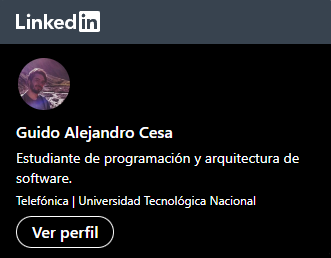 LinkedIn
Guido Alejandro Cesa
Estudiante de programación y arquitectura de
software.
Telefónica | Universidad Tecnológica Nacional
Ver perfil